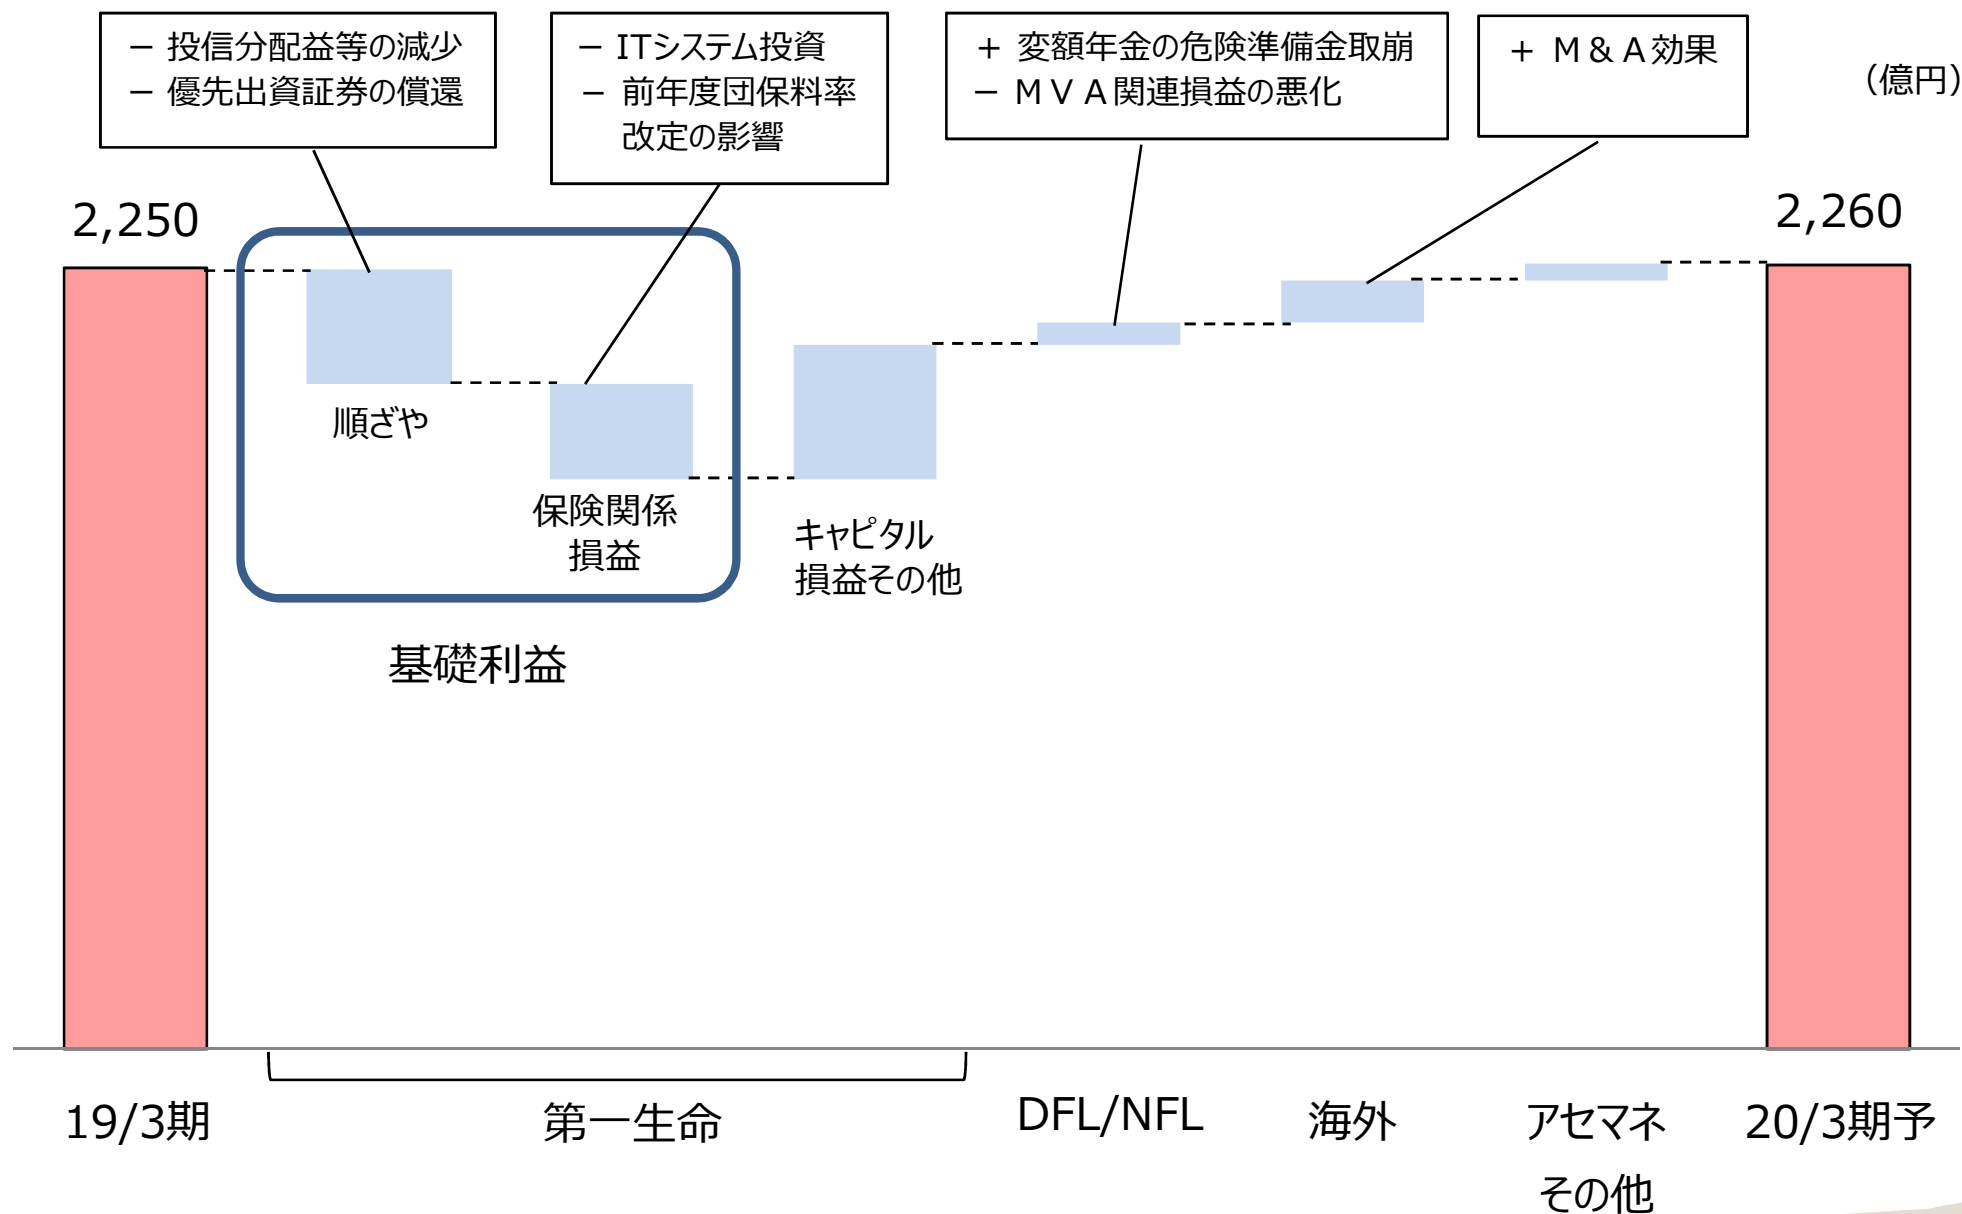 － 投信分配益等の減少
－ 優先出資証券の償還
－ ITシステム投資
－ 前年度団保料率
改定の影響
＋ 変額年金の危険準備金取崩
－ ＭＶＡ関連損益の悪化
＋ Ｍ＆Ａ効果
（億円）
2,250
2,260
順ざや
保険関係
損益
キャピタル
損益その他
基礎利益
19/3期
第一生命
DFL/NFL
海外
アセマネ
その他
20/3期予